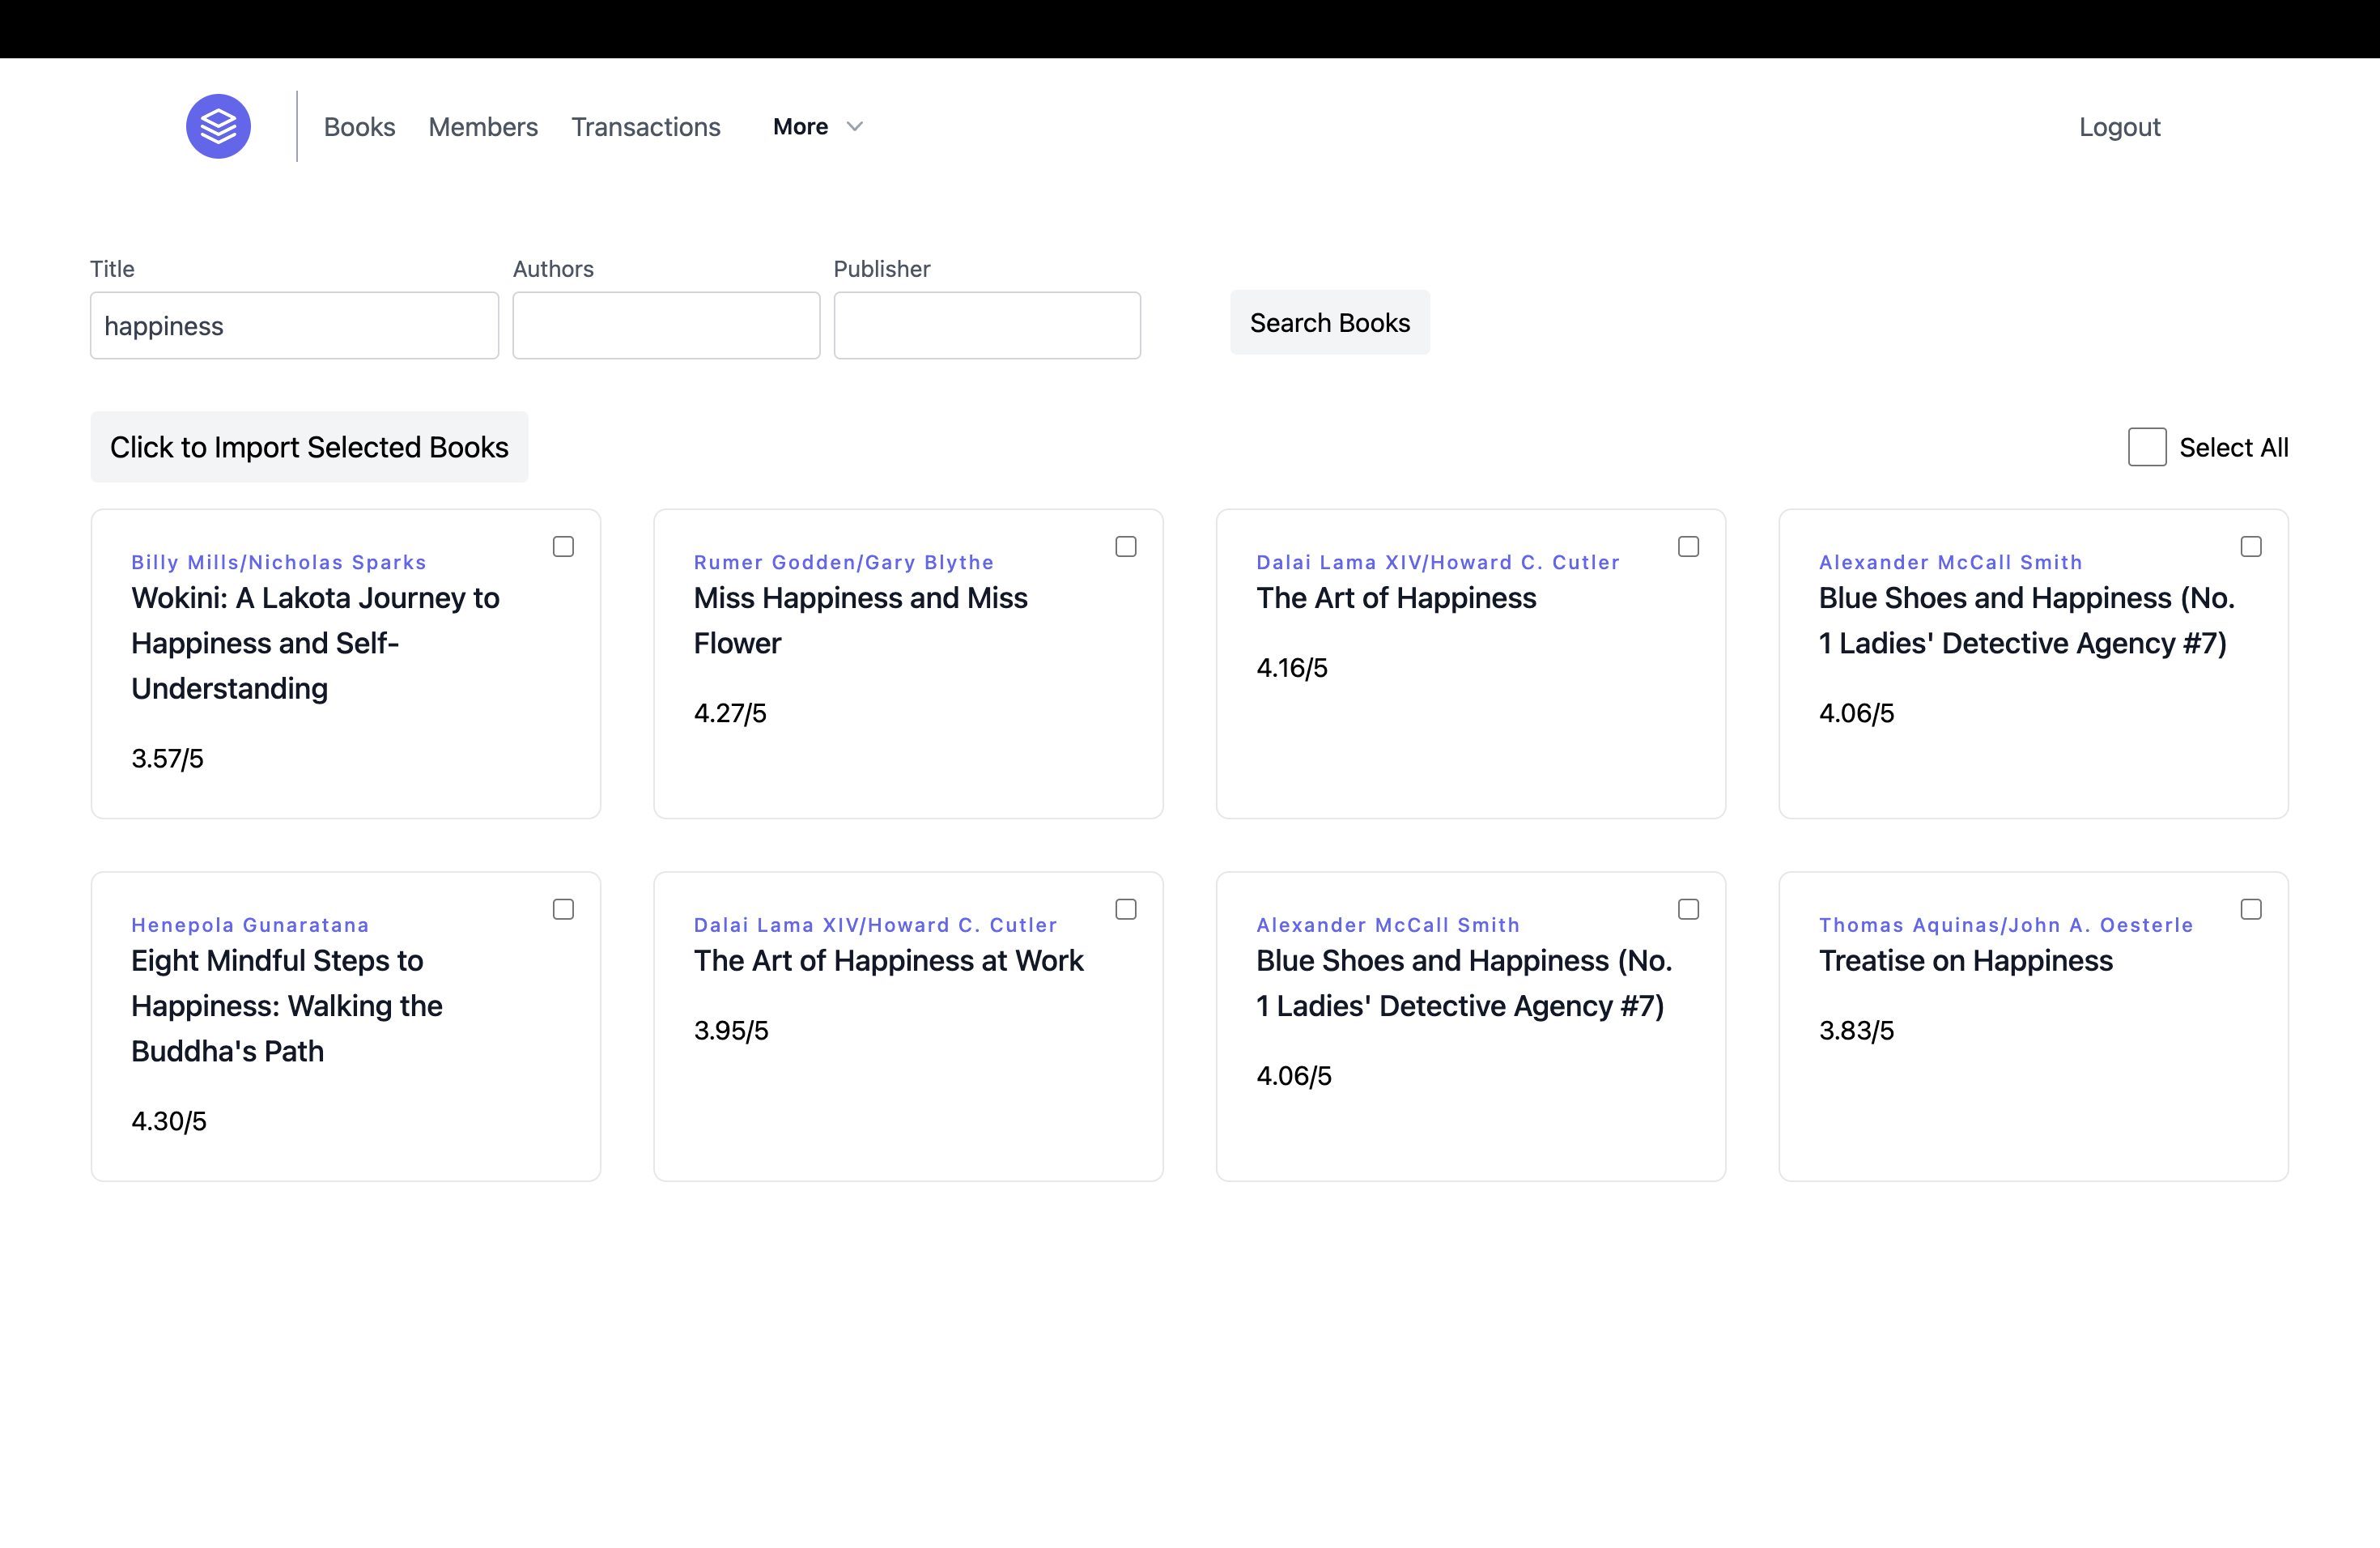 Books Members Transactions More Logout
Title Authors Publisher
happiness
Search Books
Click to Import Selected Books
Select All
Billy Mills/Nicholas Sparks
Wokini: A Lakota Journey to
Happiness and Self-
Understanding
3.57/5
Rumer Godden/Gary Blythe
Miss Happiness and Miss
Flower
4.27/5
Dalai Lama XIV/Howard C. Cutler
The Art of Happiness
4.16/5
Alexander McCall Smith
Blue Shoes and Happiness (No.
1 Ladies' Detective Agency #7)
4.06/5
Henepola Gunaratana
Eight Mindful Steps to
Happiness: Walking the
Buddha's Path
4.30/5
Dalai Lama XIV/Howard C. Cutler
The Art of Happiness at Work
3.95/5
Alexander McCall Smith
Blue Shoes and Happiness (No.
1 Ladies' Detective Agency #7)
4.06/5
Thomas Aquinas/John A. Oesterle
Treatise on Happiness
3.83/5